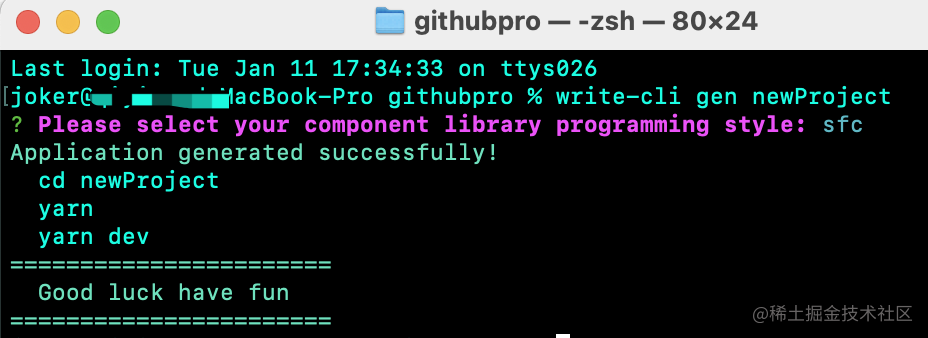 githubpro — -zsh — 80×24
Last login: Tue Jan 11 17:34:33 on ttys026
joker@ MacBook-Pro githubpro % write-cli gen newProject
? Please select your component library programming style: sfc
Application generated successfully!
cd newProject
yarn
yarn dev
=======================
Good luck have fun
=======================
@稀土掘金技术社区